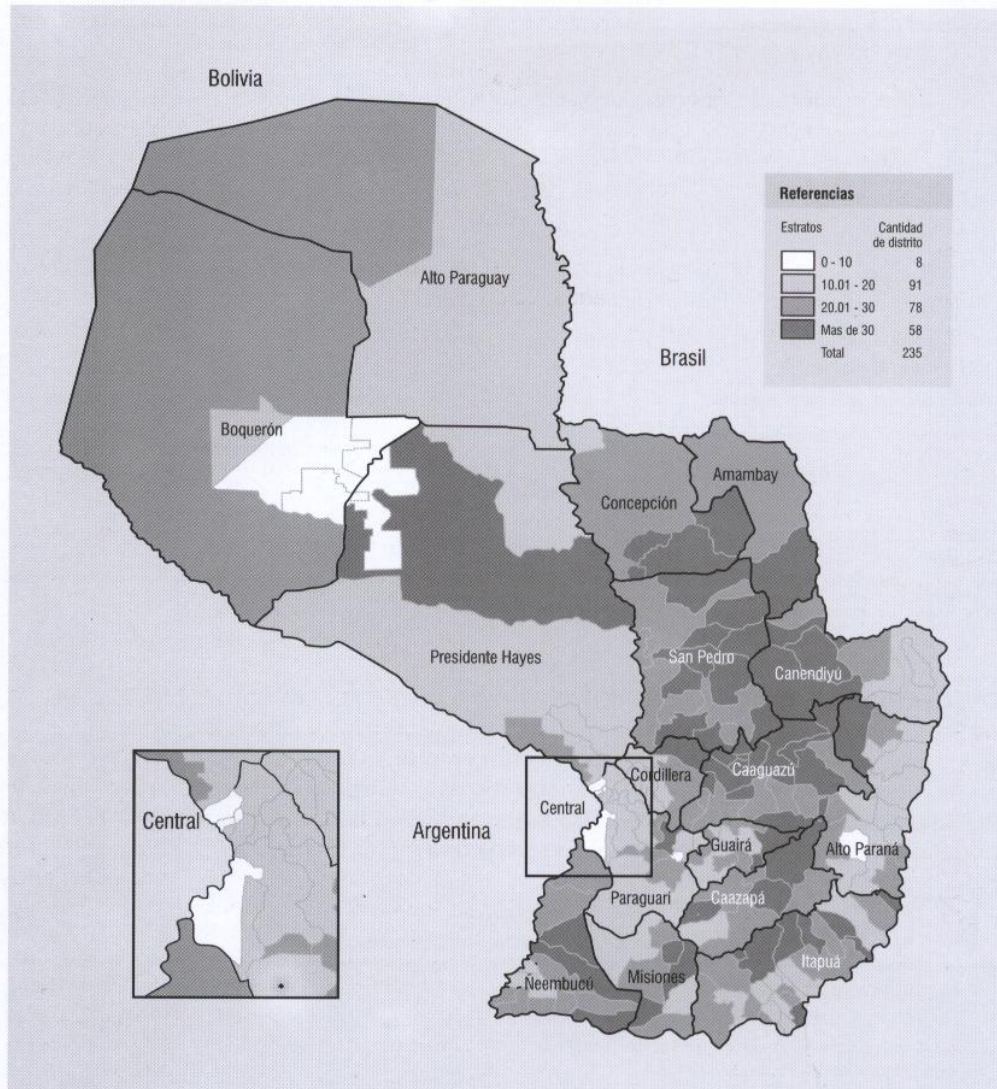 Bolivia
Referencias
Estratos
Cantidad
de distrito
0 - 10 8
10.01 - 20 91
20.01 - 30 78
Mas de 30 58
Total 235
Alto Paraguay
Brasil
Boquerón
Amambay
Concepción
Presidente Hayes
San Pedro
Canendiyú
Cordillera
Caaguazú
Central
Central
Argentina
Guairá
Alto Paraná
Paraguarí
Caazapá
Itapuá
Ñeembucú
Misiones